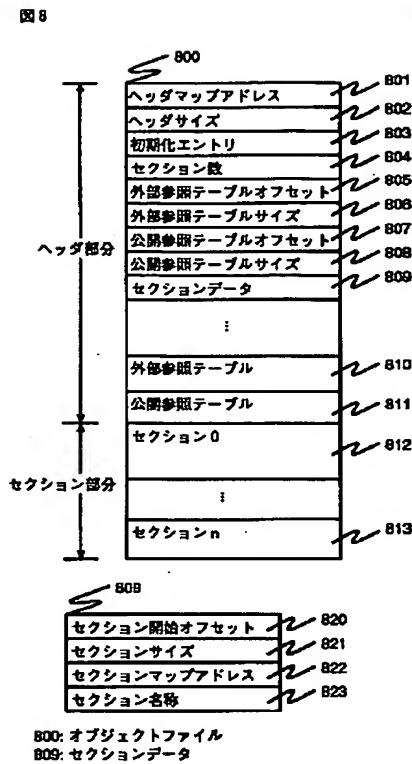 図8
800
ヘッダマップアドレス 801
ヘッダサイズ 802
初期化エントリ 803
セクション数 804
外部参照テーブルオフセット 805
外部参照テーブルサイズ 806
公開参照テーブルオフセット 807
公開参照テーブルサイズ 808
セクションデータ 809
ヘッダ部分
⋮
外部参照テーブル 810
公開参照テーブル 811
セクション0 812
セクション部分
⋮
セクションn 813
809
セクション開始オフセット 820
セクションサイズ 821
セクションマップアドレス 822
セクション名称 823
800: オブジェクトファイル
809: セクションデータ